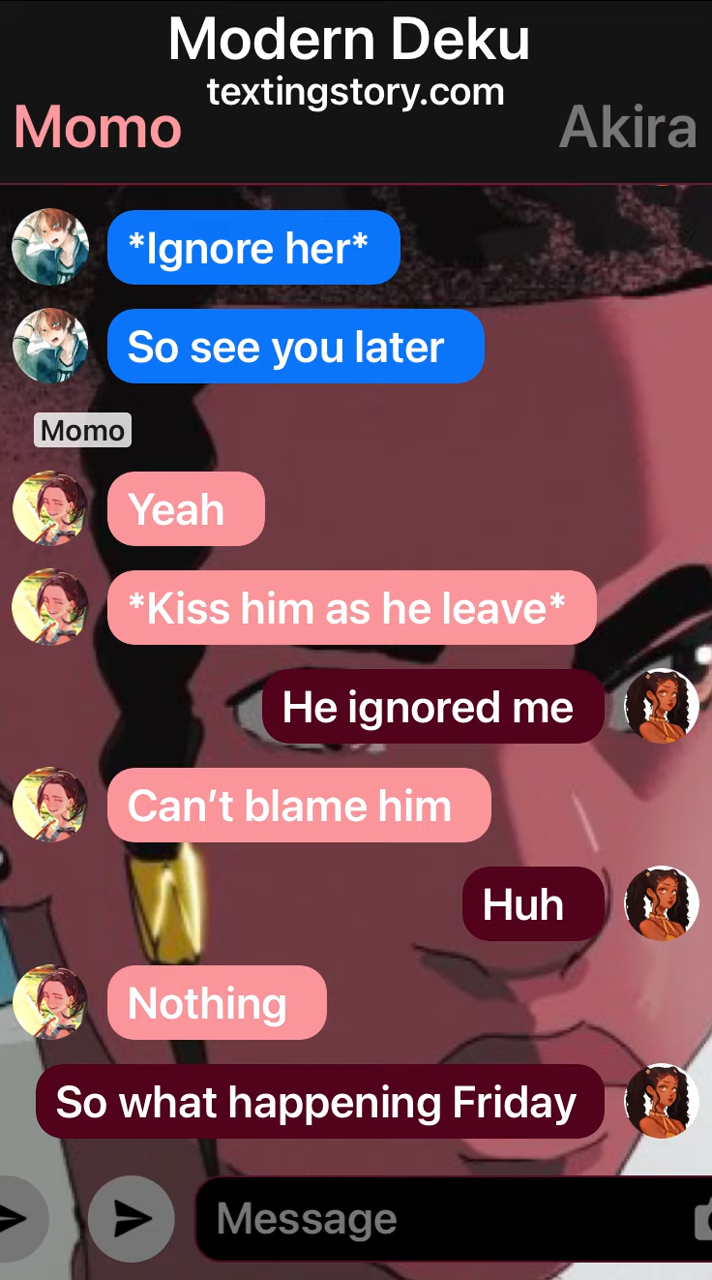 Modern Deku
textingstory.com
Momo
Akira
*Ignore her*
So see you later
Momo
Yeah
*Kiss him as he leave*
He ignored me
Can’t blame him
Huh
Nothing
So what happening Friday
Message